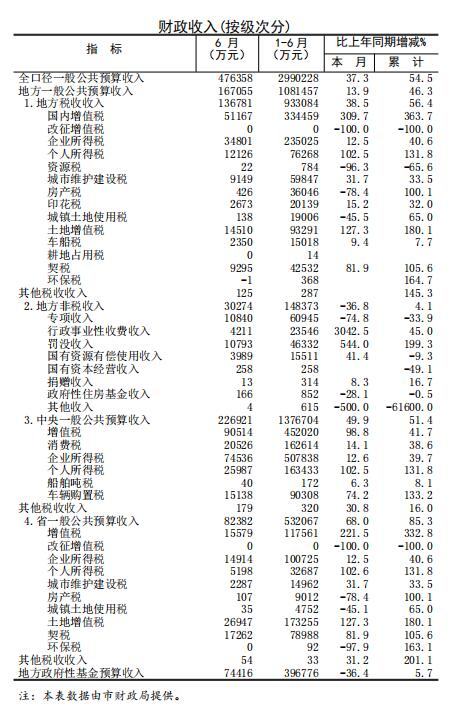 财政收入(按级次分)
指 标 6 月 (万元) 1-6月 (万元) 比上年同期增减%
本 月 累 计
全口径一般公共预算收入 476358 2990228 37.3 54.5
地方一般公共预算收入 167055 1081457 13.9 46.3
1.地方税收收入 136781 933084 38.5 56.4
国内增值税 51167 334459 309.7 363.7
改征增值税 0 0 -100.0 -100.0
企业所得税 34801 235025 12.5 40.6
个人所得税 12126 76268 102.5 131.8
资源税 22 784 -96.3 -65.6
城市维护建设税 9149 59847 31.7 33.5
房产税 426 36046 -78.4 100.1
印花税 2673 20139 15.2 32.0
城镇土地使用税 138 19006 -45.5 65.0
土地增值税 14510 93291 127.3 180.1
车船税 2350 15018 9.4 7.7
耕地占用税 0 14
契税 9295 42532 81.9 105.6
环保税 -1 368 164.7
其他税收收入 125 287 145.3
2.地方非税收入 30274 148373 -36.8 4.1
专项收入 10840 60945 -74.8 -33.9
行政事业性收费收入 4211 23546 3042.5 45.0
罚没收入 10793 46332 544.0 199.3
国有资源有偿使用收入 3989 15511 41.4 -9.3
国有资本经营收入 258 258 -49.1
捐赠收入 13 314 8.3 16.7
政府性住房基金收入 166 852 -28.1 -0.5
其他收入 4 615 -500.0 -61600.0
3.中央一般公共预算收入 226921 1376704 49.9 51.4
增值税 90514 452020 98.8 41.7
消费税 20526 162614 14.1 38.6
企业所得税 74536 507838 12.6 39.7
个人所得税 25987 163433 102.5 131.8
船舶吨税 40 172 6.3 8.1
车辆购置税 15138 90308 74.2 133.2
其他税收收入 179 320 30.8 16.0
4.省一般公共预算收入 82382 532067 68.0 85.3
增值税 15579 117561 221.5 332.8
改征增值税 0 0 -100.0 -100.0
企业所得税 14914 100725 12.5 40.6
个人所得税 5198 32687 102.6 131.8
城市维护建设税 2287 14962 31.7 33.5
房产税 107 9012 -78.4 100.1
城镇土地使用税 35 4752 -45.1 65.0
土地增值税 26947 173255 127.3 180.1
契税 17262 78988 81.9 105.6
环保税 0 92 -97.9 163.1
其他税收收入 54 33 31.2 201.1
地方政府性基金预算收入 74416 396776 -36.4 5.7
注：本表数据由市财政局提供。